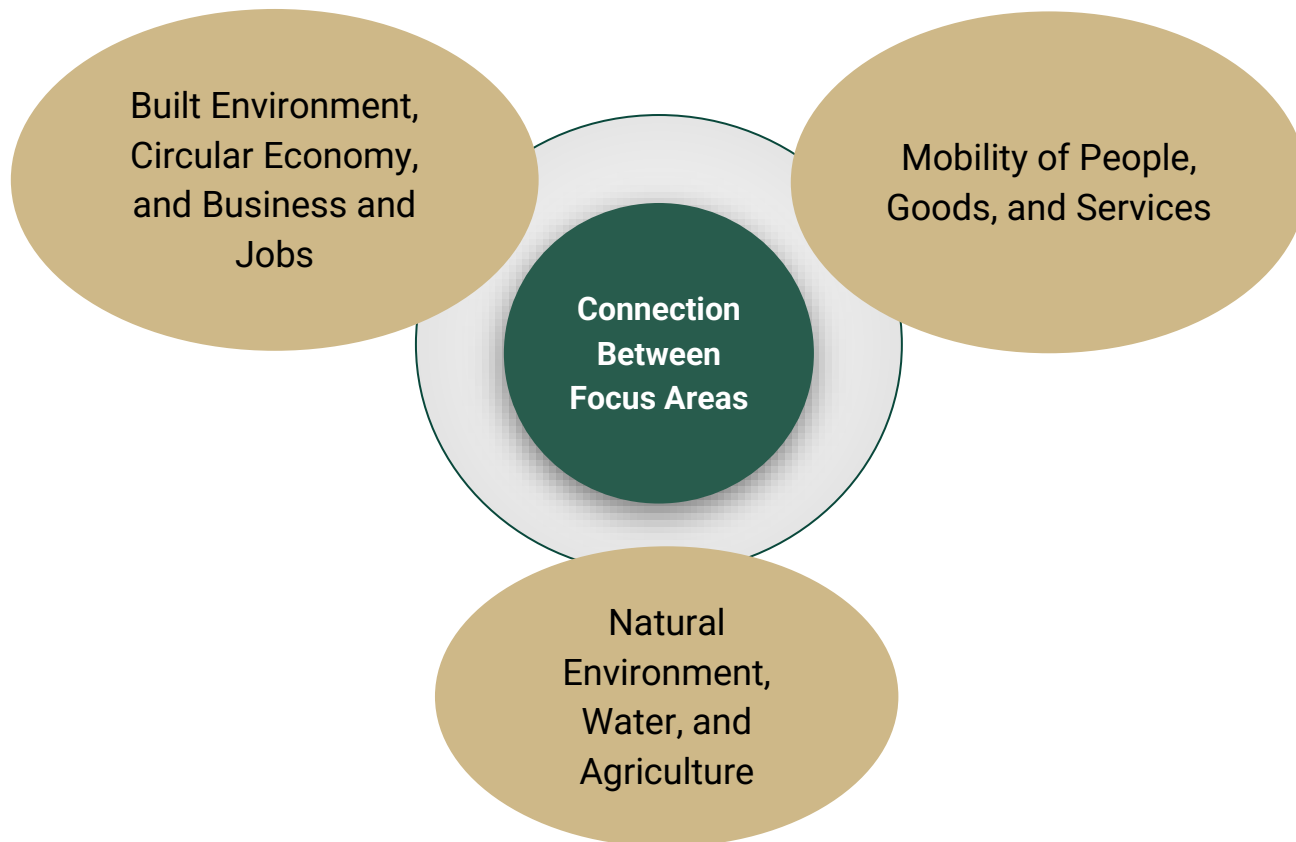 Built Environment,
Circular Economy,
and Business and
Jobs
Mobility of People,
Goods, and Services
Connection
Between
Focus Areas
Natural
Environment,
Water, and
Agriculture